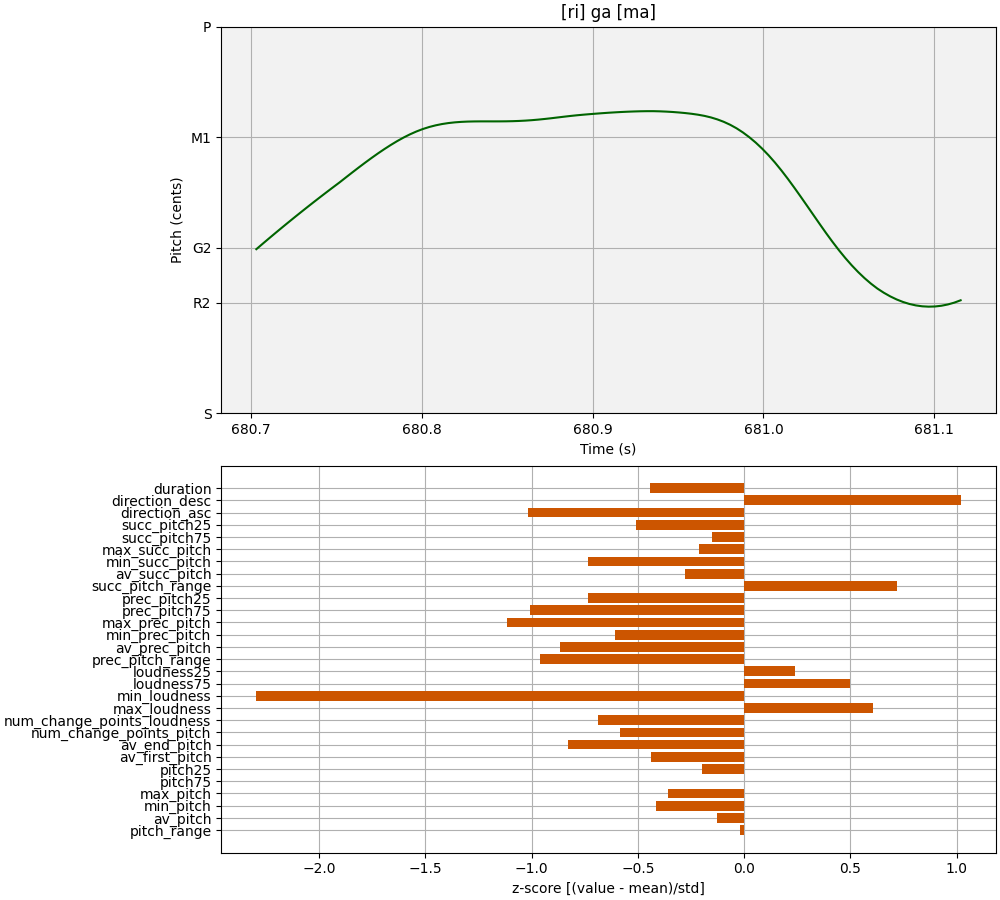 [ri] ga [ma]
P
M1
G2
R2
S
Pitch (cents)
680.7 680.8 680.9 681.0 681.1
Time (s)
duration
direction_desc
direction_asc
succ_pitch25
succ_pitch75
max_succ_pitch
min_succ_pitch
av_succ_pitch
succ_pitch_range
prec_pitch25
prec_pitch75
max_prec_pitch
min_prec_pitch
av_prec_pitch
prec_pitch_range
loudness25
loudness75
min_loudness
max_loudness
num_change_points_loudness
num_change_points_pitch
av_end_pitch
av_first_pitch
pitch25
pitch75
max_pitch
min_pitch
av_pitch
pitch_range
−2.0 −1.5 −1.0 −0.5 0.0 0.5 1.0
z-score [(value - mean)/std]